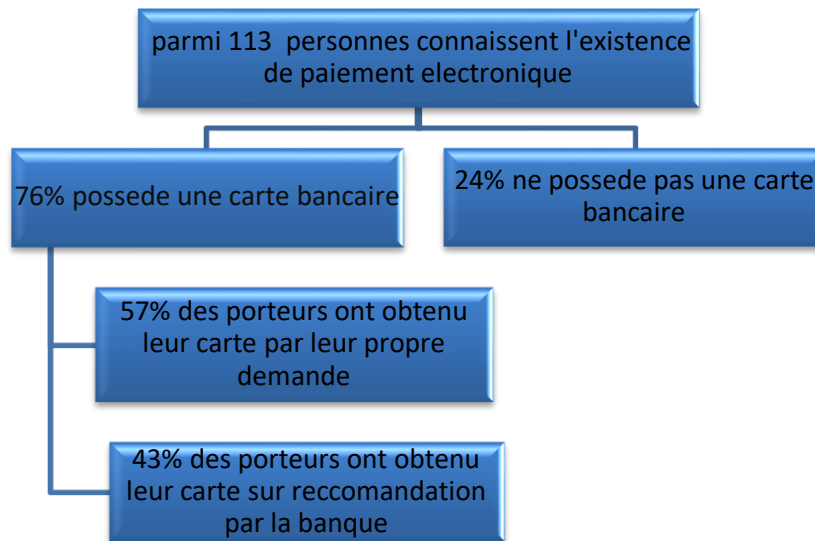 parmi 113 personnes connaissent l'existence
de paiement electronique
76% possede une carte bancaire
24% ne possede pas une carte
bancaire
57% des porteurs ont obtenu
leur carte par leur propre
demande
43% des porteurs ont obtenu
leur carte sur reccomandation
par la banque